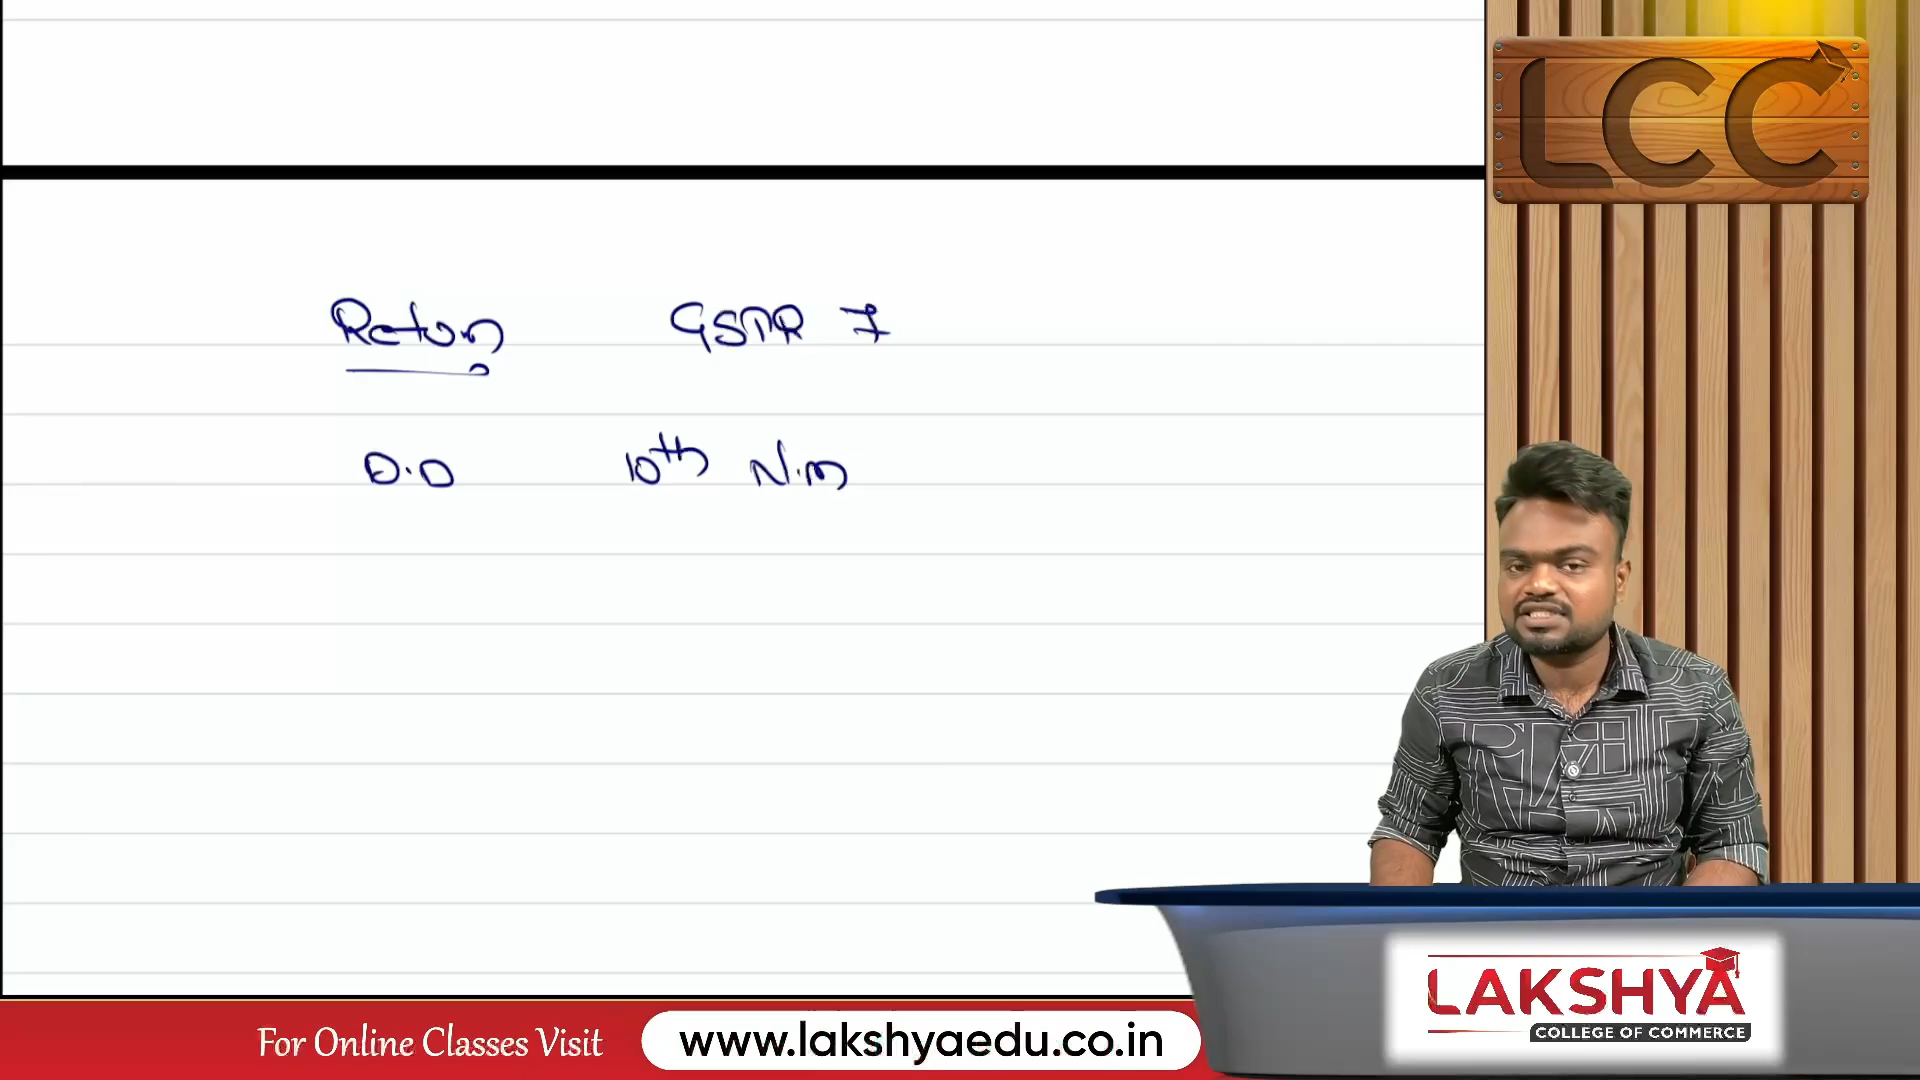 LCC
Return GSTR 7
D.D 10th N.m
LAKSHYA
COLLEGE OF COMMERCE
For Online Classes Visit www.lakshyaedu.co.in